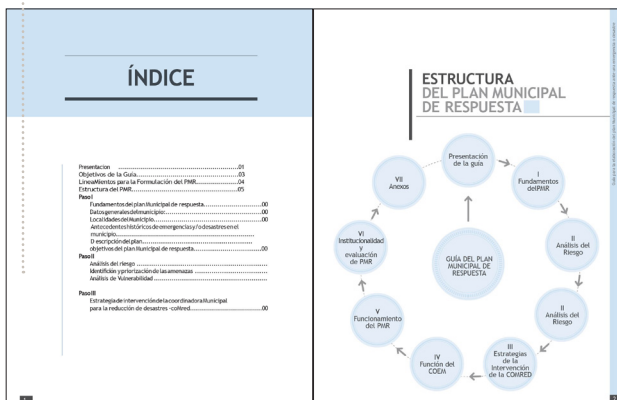 ÍNDICE
Presentacion ..............................................01
Objetivos de la Guía..........................................03
LineaMientos para la Formulación del PMR.................04
Estructura del PMR............................................05
Paso I
Fundamentos del plan Municipal de respuesta......................00
Datos generales del municipio:......................................00
Localidades del Municipio...........................................00
Antecedentes históricos de emergencia y/o desastres en el
municipio......................................................
D escripción del plan...................................................
objetivos del plan Municipal de respuesta.........................00
Paso II
Análisis del riesgo ..............................
Identifición y priortización de las amenazas ..............................
Análisis de Vulnerabilidad ..............................
Paso III
Estrategia de intervención de la coordinadora Municipal
para la reducción de desastres -coMred............................00
ESTRUCTURA
DEL PLAN MUNICIPAL
DE RESPUESTA
Presentación
de la guía
I
Fundamentos
delPMR
II
Análisis del
Riesgo
II
Análisis del
Riesgo
III
Estrategias
de la
Intervención
de la COMRED
IV
Función del
COEM
V
Funcionamiento
del PMR
VI
Institucionalidad
y
evaluación
de PMR
VII
Anexos
GUÍA DEL PLAN
MUNICIPAL DE
RESPUESTA